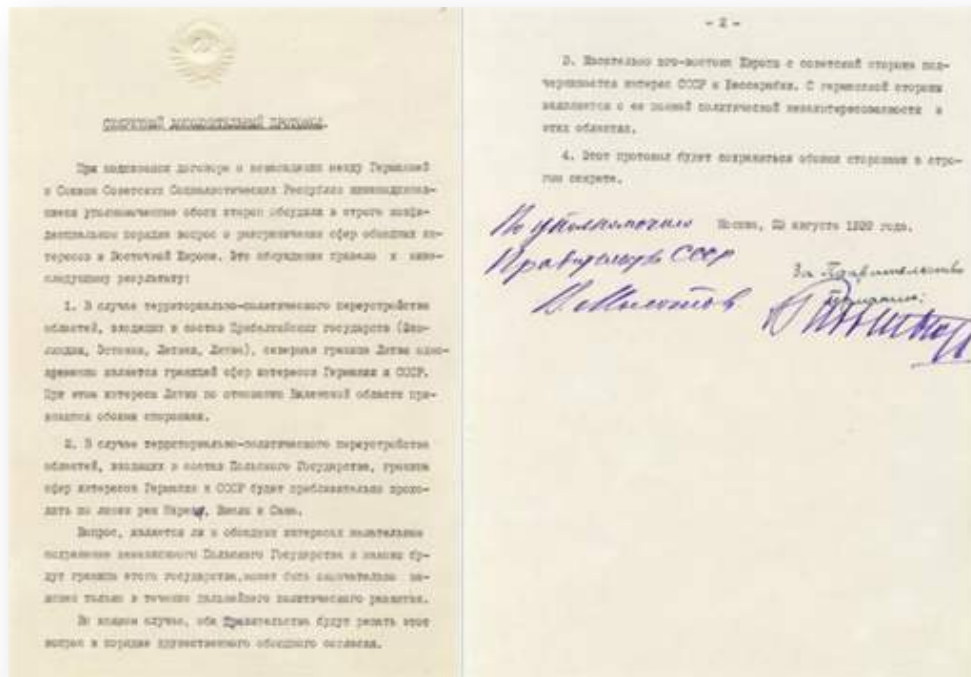 СЕКРЕТНЫЙ ДОПОЛНИТЕЛЬНЫЙ ПРОТОКОЛ.
При подписании договора о ненападении между Германией
и Союзом Советских Социалистических Республик нижеподписав-
шиеся уполномоченные обеих сторон обсудили в строго конфи-
денциальном порядке вопрос о разграничении сфер обоюдных ин-
тересов в Восточной Европе. Это обсуждение привело к ниже-
следующему результату:
1. В случае территориально-политического переустройства
областей, входящих в состав Прибалтийских государств (Фин-
ляндия, Эстония, Латвия, Литва), северная граница Литвы одно-
временно является границей сфер интересов Германии и СССР.
При этом интересы Литвы по отношению Виленской области при-
знаются обеими сторонами.
2. В случае территориально-политического переустройства
областей, входящих в состав Польского Государства, граница
сфер интересов Германии и СССР будет приблизительно прохо-
дить по линии рек Нарева, Вислы и Сана.
Вопрос, является ли в обоюдных интересах желательным
сохранение независимого Польского Государства и каковы бу-
дут границы этого государства, может быть окончательно вы-
яснен только в течение дальнейшего политического развития.
Во всяком случае, оба Правительства будут решать этот
вопрос в порядке дружественного обоюдного согласия.
- 2 -
3. Касательно юго-востока Европы с советской стороны под-
черкивается интерес СССР к Бессарабии. С германской стороны
заявляется о ее полной политической незаинтересованности в
этих областях.
4. Этот протокол будет сохраняться обеими сторонами в стро-
гом секрете.
Москва, 23 августа 1939 года.
По уполномочию
Правительства СССР
В. Молотов
За Правительство
Германии: